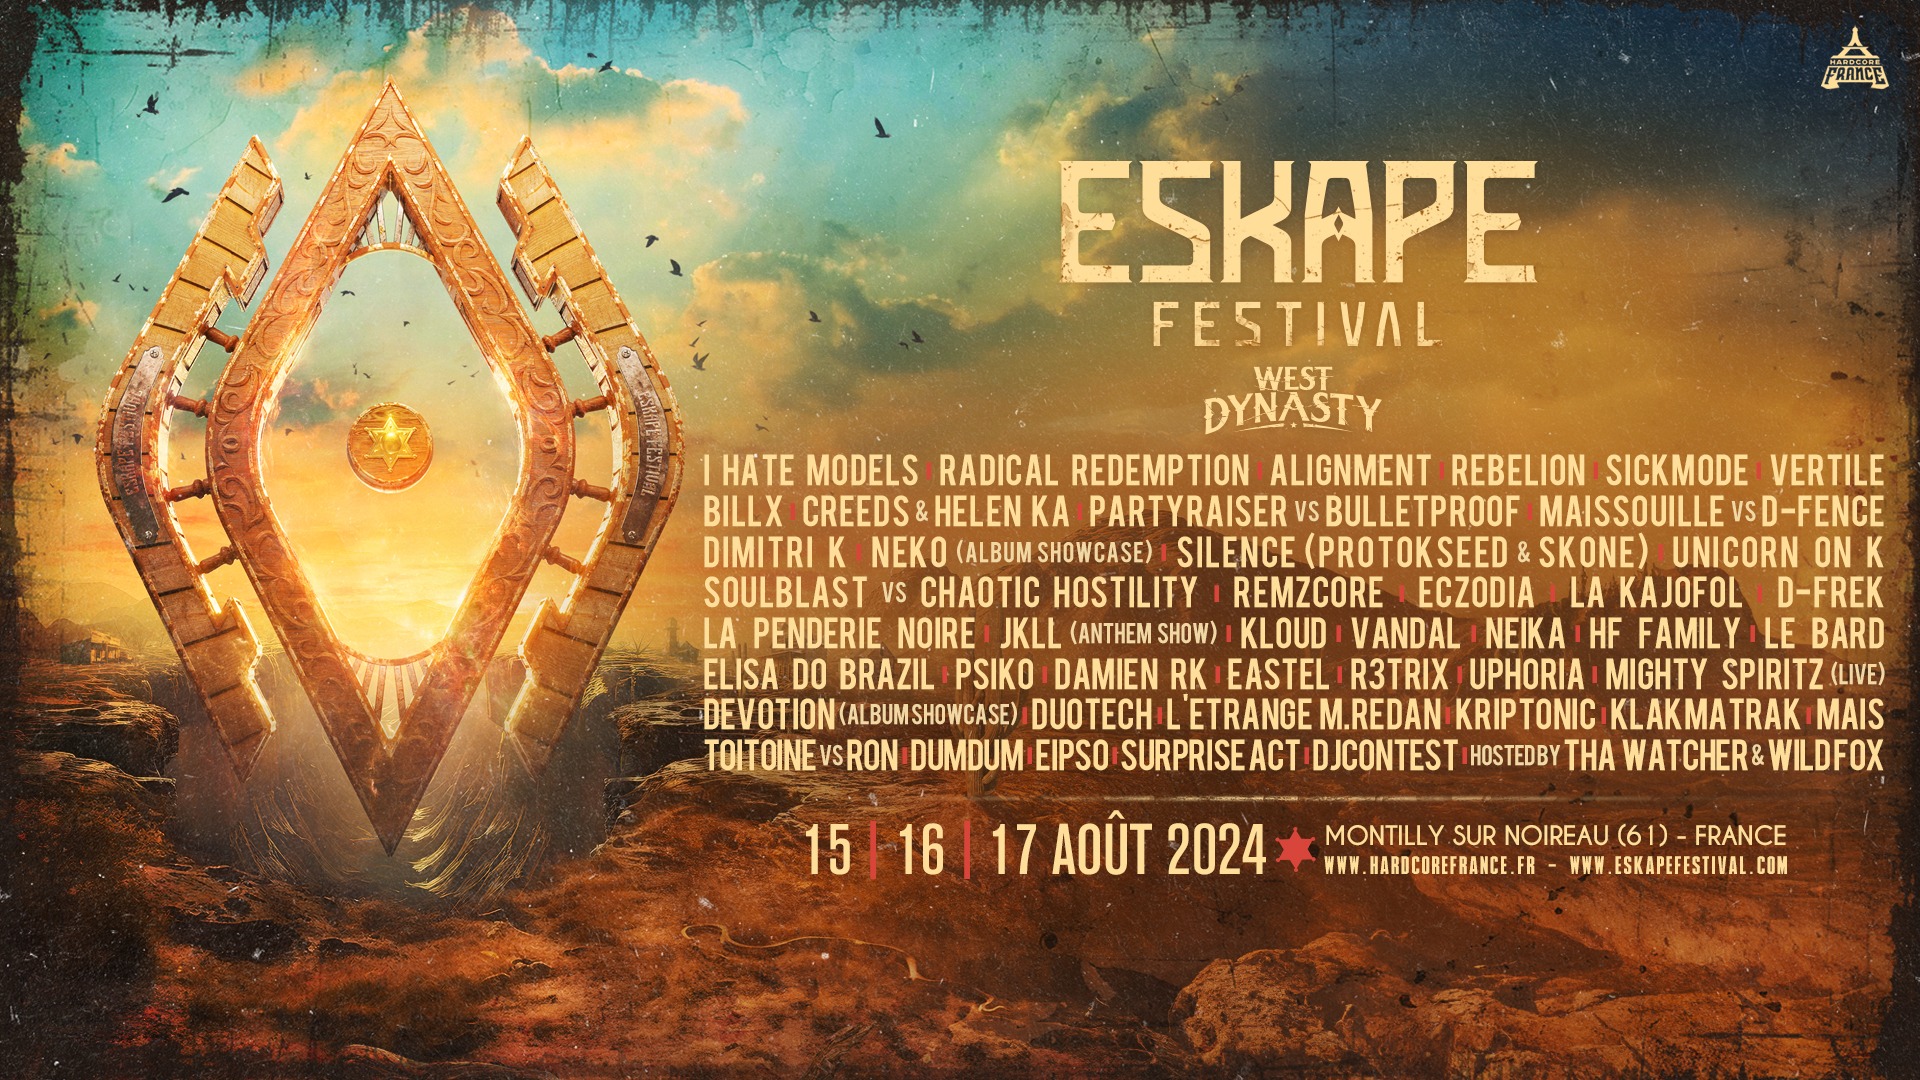 HARDCORE
FRANCE
ESKAPE
FESTIVAL
WEST
DYNASTY
I HATE MODELS RADICAL REDEMPTION ALIGNMENT REBELION SICKMODE VERTILE
BILLX CREEDS & HELEN KA PARTYRAISER VS BULLETPROOF MAISSOUILLE VS D-FENCE
DIMITRI K NEKO (ALBUM SHOWCASE) SILENCE (PROTOKSEED & SKONE) UNICORN ON K
SOULBLAST VS CHAOTIC HOSTILITY REMZCORE ECZODIA LA KAJOFOL D-FREK
LA PENDERIE NOIRE JKLL (ANTHEM SHOW) KLOUD VANDAL NEIKA HF FAMILY LE BARD
ELISA DO BRAZIL PSIKO DAMIEN RK EASTEL R3TRIX UPHORIA MIGHTY SPIRITZ (LIVE)
DEVOTION (ALBUM SHOWCASE) DUOTECH L'ETRANGE M.REDAN KRIPTONIC KLAKMATRAK MAIS
TOITOINE VS RON DUMDUM EIPSO SURPRISE ACT DJ CONTEST HOSTED BY THA WATCHER & WILDFOX
15 | 16 | 17 AOÛT 2024
MONTILLY SUR NOIREAU (61) - FRANCE
WWW.HARDCOREFRANCE.FR - WWW.ESKAPEFESTIVAL.COM
ESKAPE FESTIVAL
ESKAPE FESTIVAL